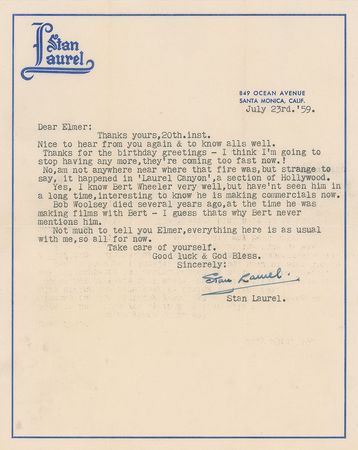 Stan
Laurel
849 OCEAN AVENUE
SANTA MONICA, CALIF.
July 23rd.'59.
Dear Elmer:
Thanks yours,20th.inst.
Nice to hear from you again & to know alls well.
Thanks for the birthday greetings - I think I'm going to
stop having any more,they're coming too fast now.!
No,am not anywhere near where that fire was,but strange to
say, it happened in 'Laurel Canyon',a section of Hollywood.
Yes, I know Bert Wheeler very well,but have'nt seen him in
a long time,interesting to know he is making commercials now.
Bob Woolsey died several years ago,at the time he was
making films with Bert - I guess thats why Bert never
mentions him.
Not much to tell you Elmer,everything here is as usual
with me,so all for now.
Take care of yourself.
Good luck & God Bless.
Sincerely:
Stan Laurel.
Stan Laurel.